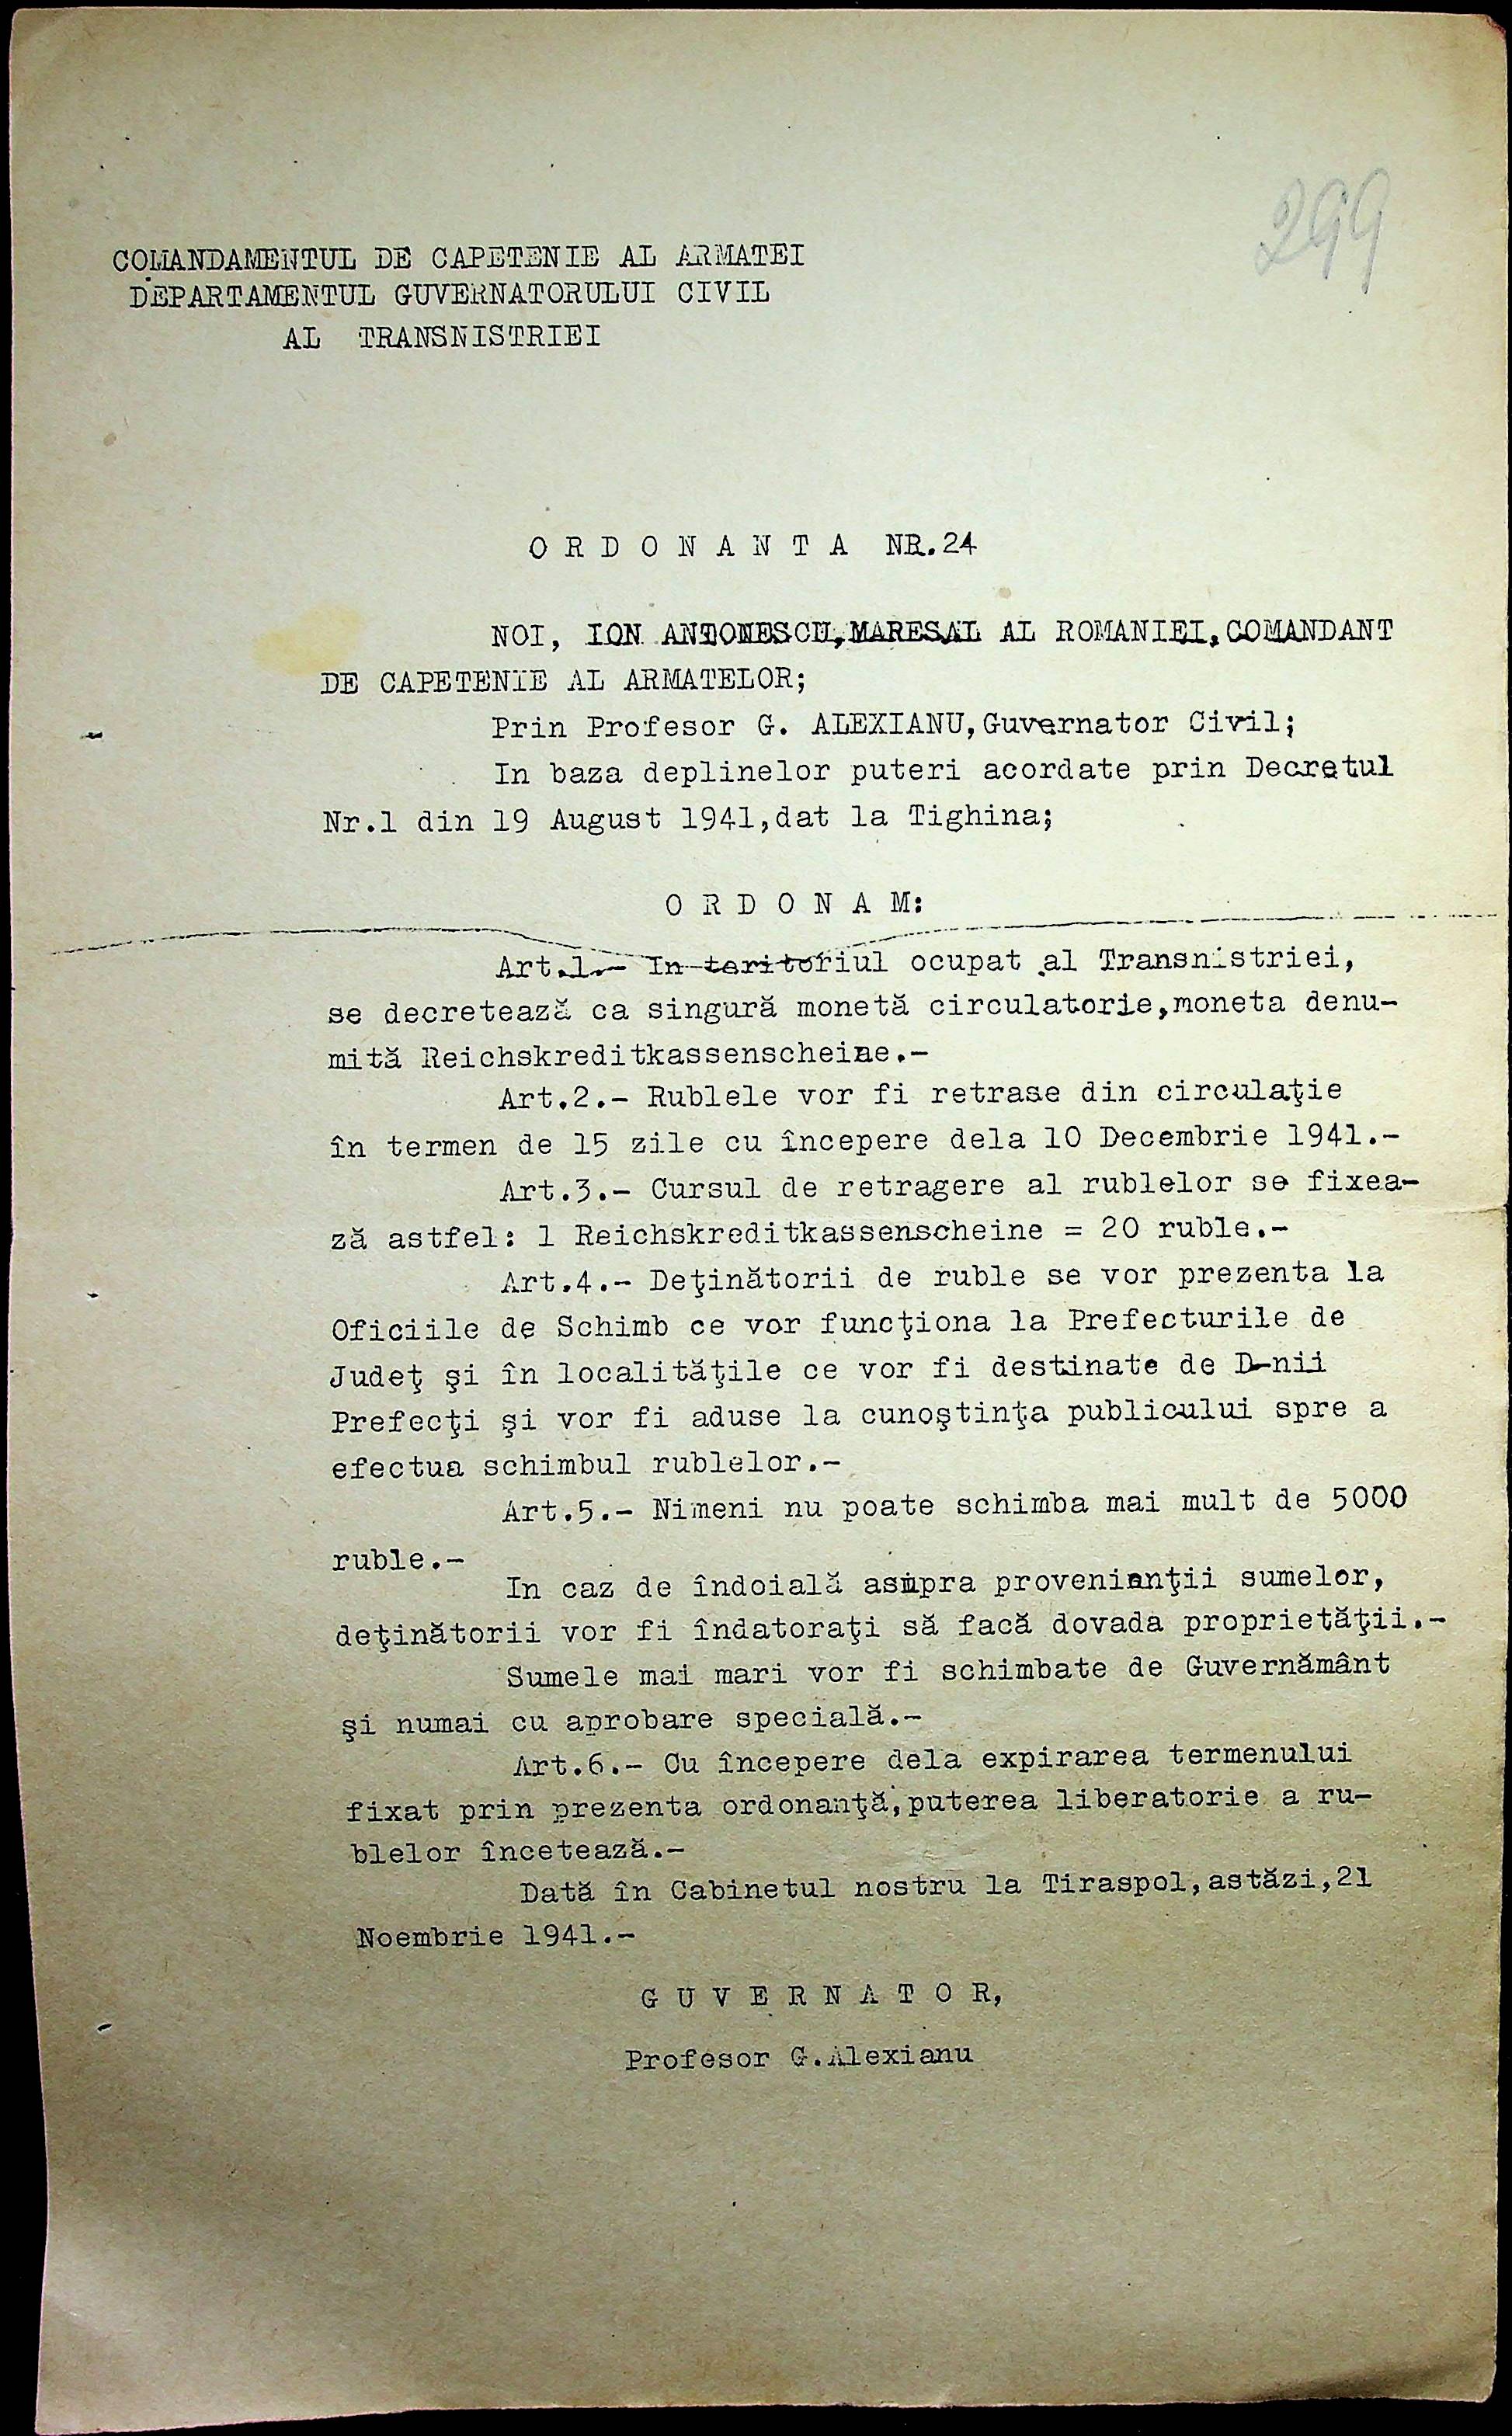 299
COMANDAMENTUL DE CAPETENIE AL ARMATEI
DEPARTAMENTUL GUVERNATORULUI CIVIL
AL TRANSNISTRIEI
O R D O N A N T A NR.24
NOI, ION ANTONESCU,MARESAL AL ROMANIEI,COMANDANT
DE CAPETENIE AL ARMATELOR;
Prin Profesor G. ALEXIANU,Guvernator Civil;
In baza deplinelor puteri acordate prin Decretul
Nr.1 din 19 August 1941,dat la Tighina;
O R D O N A M:
Art.1.- In teritoriul ocupat al Transnistriei,
se decretează ca singură monetă circulatorie,moneta denu-
mită Reichskreditkassenscheine.-
Art.2.- Rublele vor fi retrase din circulaţie
în termen de 15 zile cu începere dela 10 Decembrie 1941.-
Art.3.- Cursul de retragere al rublelor se fixea-
ză astfel: 1 Reichskreditkassenscheine = 20 ruble.-
Art.4.- Deţinătorii de ruble se vor prezenta la
Oficiile de Schimb ce vor funcţiona la Prefecturile de
Judeţ şi în localităţile ce vor fi destinate de D-nii
Prefecţi şi vor fi aduse la cunoştinţa publicului spre a
efectua schimbul rublelor.-
Art.5.- Nimeni nu poate schimba mai mult de 5000
ruble.-
In caz de îndoială asupra provenienţii sumelor,
deţinătorii vor fi îndatoraţi să facă dovada proprietăţii.-
Sumele mai mari vor fi schimbate de Guvernământ
şi numai cu aprobare specială.-
Art.6.- Cu începere dela expirarea termenului
fixat prin prezenta ordonanţă,puterea liberatorie a ru-
blelor încetează.-
Dată în Cabinetul nostru la Tiraspol,astăzi,21
Noembrie 1941.-
G U V E R N A T O R,
Profesor G.Alexianu